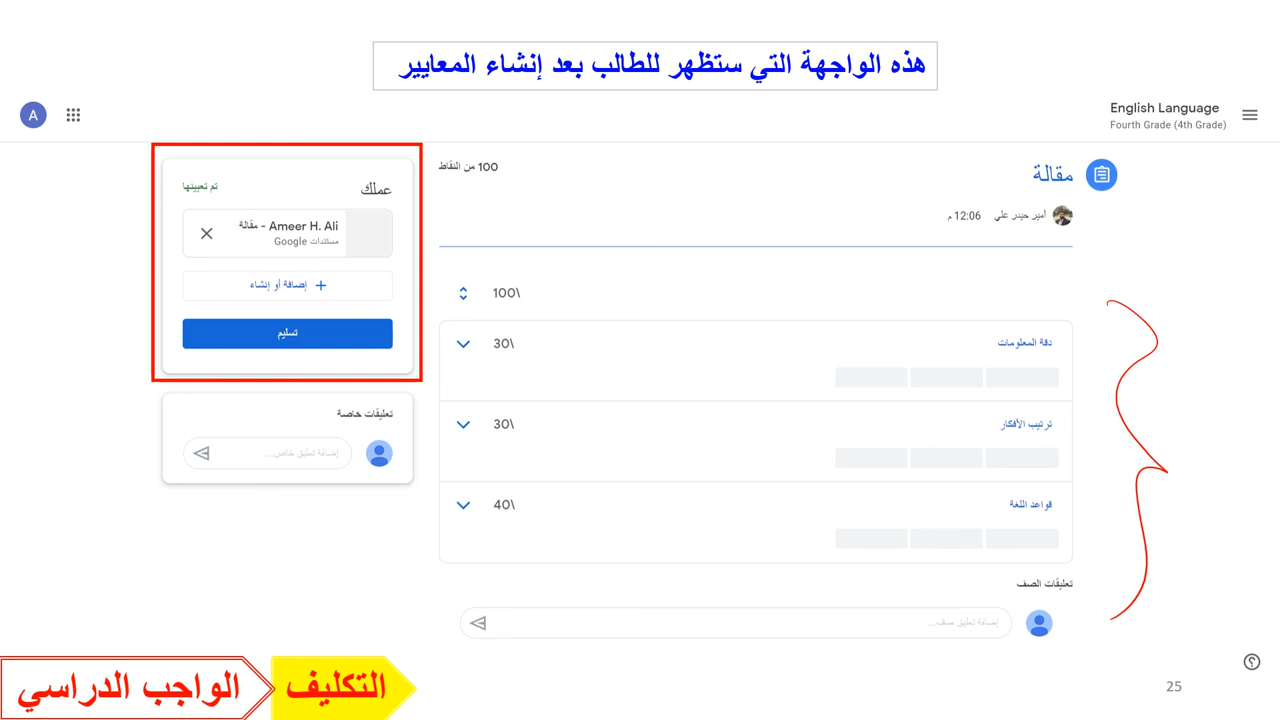 هذه الواجهة التي ستظهر للطالب بعد إنشاء المعايير
English Language
Fourth Grade (4th Grade)
A
مقالة
100 من النقاط
أمير حيدر علي 12:06 م
100\
دقة المعلومات
30\
ترتيب الأفكار
30\
قواعد اللغة
40\
تعليقات الصف
إضافة تعليق صف...
عملك
تم تعيينها
Ameer H. Ali - مقالة
مستندات Google
إضافة أو إنشاء
تسليم
تعليقات خاصة
إضافة تعليق خاص...
التكليف
الواجب الدراسي
25